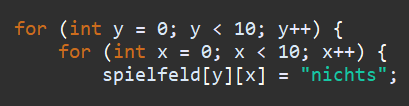 for (int y = 0; y < 10; y++) {
    for (int x = 0; x < 10; x++) {
        spielfeld[y][x] = "nichts";